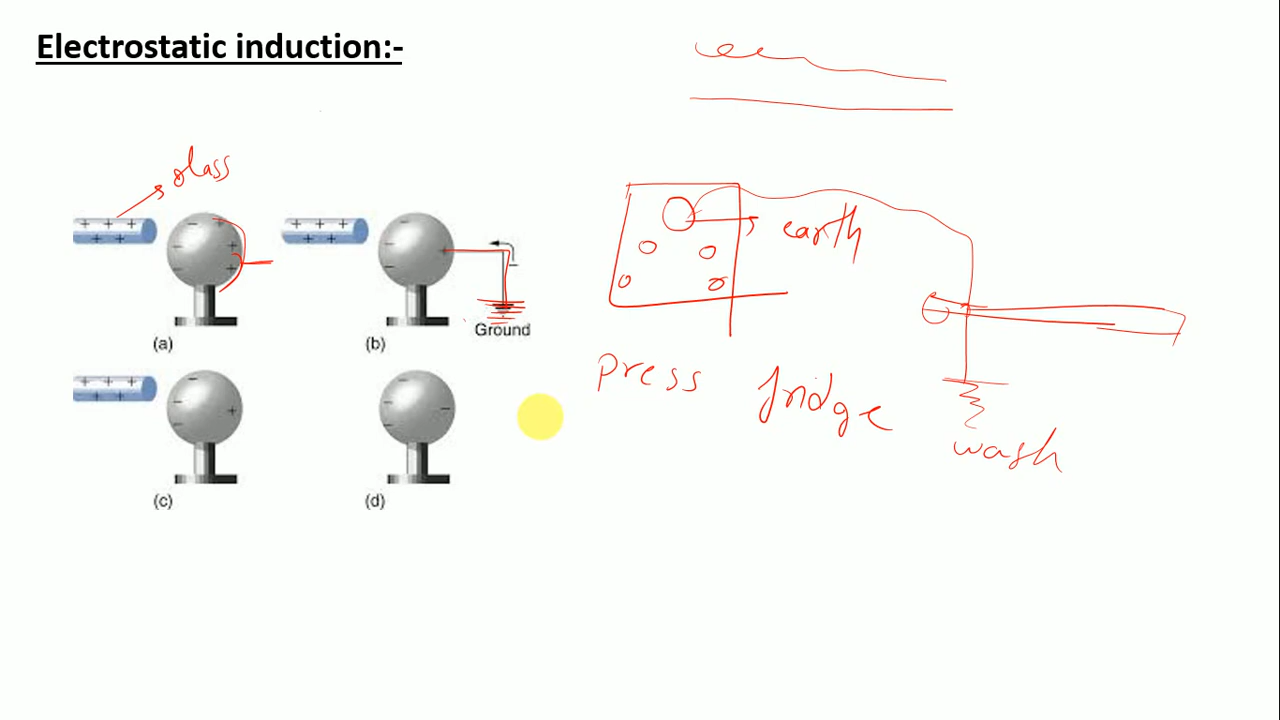 Electrostatic induction:-
glass
earth
Ground
(a)
(b)
press fridge
wash
(c)
(d)